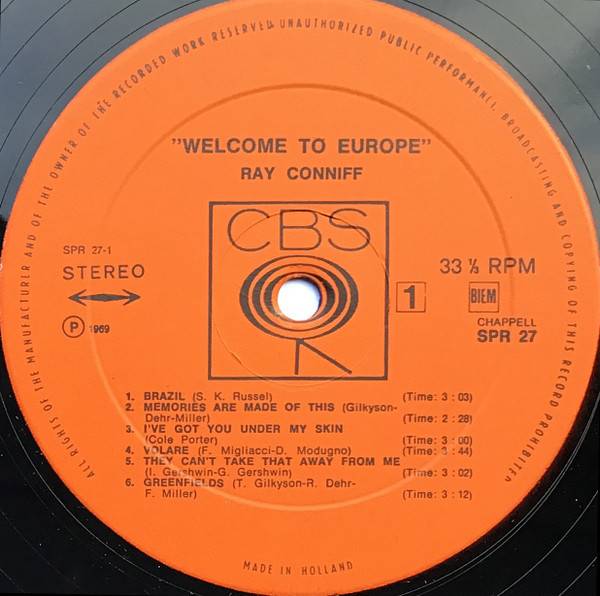 ALL RIGHTS OF THE MANUFACTURER AND OF THE OWNER OF THE RECORDED WORK RESERVED. UNAUTHORIZED PUBLIC PERFORMANCE, BROADCASTING AND COPYING OF THIS RECORD PROHIBITED
"WELCOME TO EUROPE"
RAY CONNIFF
CBS
SPR 27-1
STEREO
℗ 1969
33 ⅓ RPM
1
BIEM
CHAPPELL
SPR 27
1. BRAZIL (S. K. Russel) (Time: 3 : 03)
2. MEMORIES ARE MADE OF THIS (Gilkyson-
Dehr-Miller) (Time: 2 : 28)
3. I'VE GOT YOU UNDER MY SKIN
(Cole Porter) (Time: 3 : 00)
4. VOLARE (F. Migliacci-D. Modugno) (Time: 3 : 44)
5. THEY CAN'T TAKE THAT AWAY FROM ME
(I. Gershwin-G. Gershwin) (Time: 3 : 02)
6. GREENFIELDS (T. Gilkyson-R. Dehr-
F. Miller) (Time: 3 : 12)
MADE IN HOLLAND